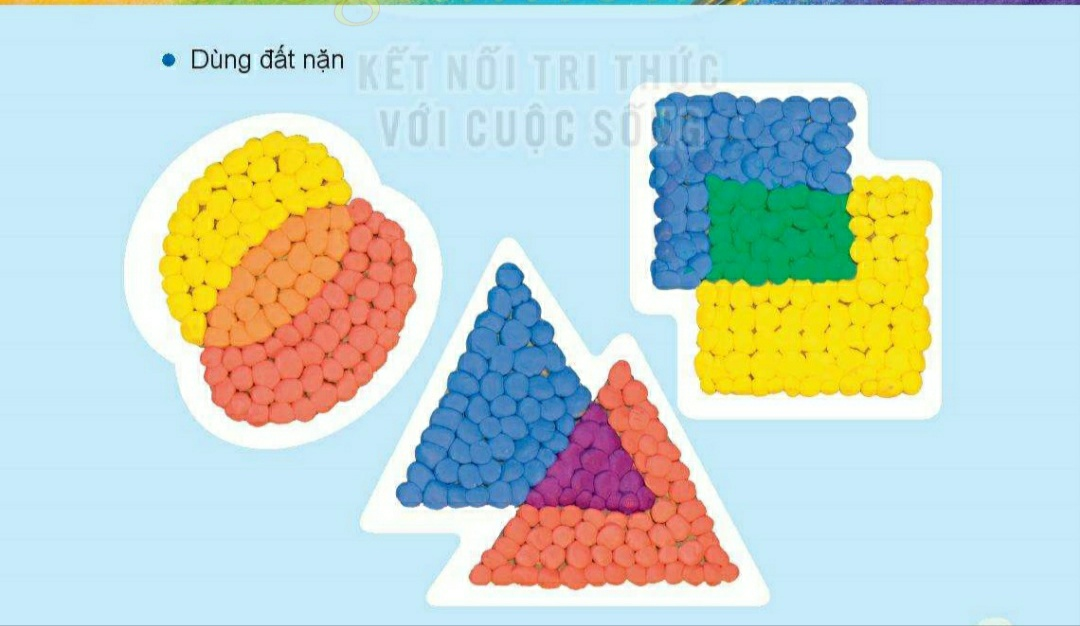 Dùng đất nặn
KẾT NỐI TRI THỨC
VỚI CUỘC SỐNG